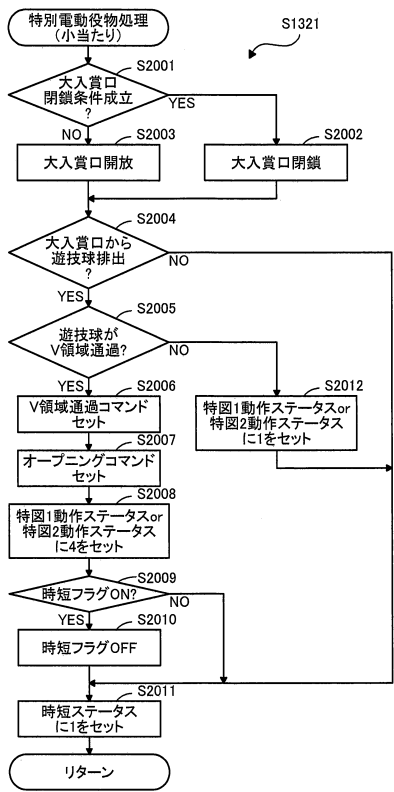 特別電動役物処理
(小当たり)
S1321
S2001
大入賞口
閉鎖条件成立
?
YES
NO
S2003
大入賞口開放
S2002
大入賞口閉鎖
S2004
大入賞口から
遊技球排出
?
NO
YES
S2005
遊技球が
V領域通過?
NO
YES
S2006
V領域通過コマンド
セット
S2012
特図1動作ステータスor
特図2動作ステータス
に1をセット
S2007
オープニングコマンド
セット
S2008
特図1動作ステータスor
特図2動作ステータス
に4をセット
S2009
時短フラグON?
NO
YES
S2010
時短フラグOFF
S2011
時短ステータス
に1をセット
リターン